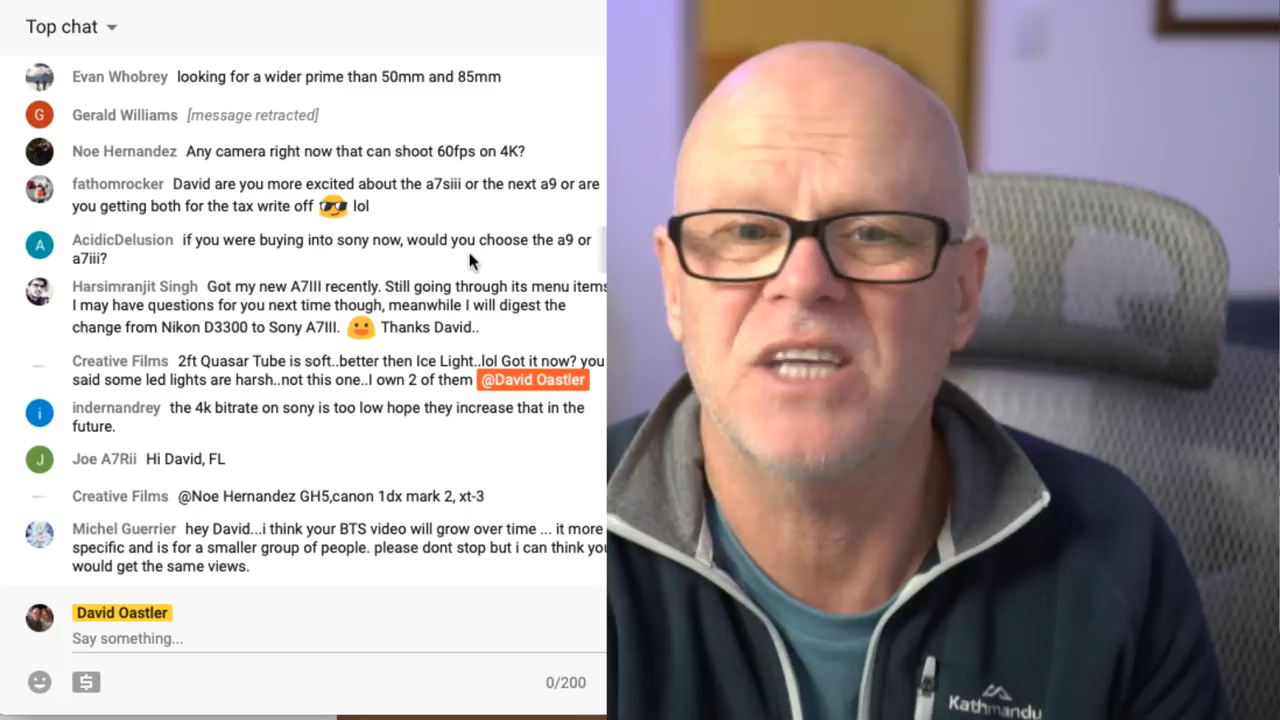 Top chat
Evan Whobrey looking for a wider prime than 50mm and 85mm
G Gerald Williams [message retracted]
Noe Hernandez Any camera right now that can shoot 60fps on 4K?
fathomrocker David are you more excited about the a7siii or the next a9 or are
you getting both for the tax write off lol
A AcidicDelusion if you were buying into sony now, would you choose the a9 or
a7iii?
Harsimranjit Singh Got my new A7III recently. Still going through its menu items
I may have questions for you next time though, meanwhile I will digest the
change from Nikon D3300 to Sony A7III. Thanks David..
Creative Films 2ft Quasar Tube is soft..better then Ice Light..lol Got it now? you
said some led lights are harsh..not this one..I own 2 of them @David Oastler
i indernandrey the 4k bitrate on sony is too low hope they increase that in the
future.
J Joe A7Rii Hi David, FL
Creative Films @Noe Hernandez GH5,canon 1dx mark 2, xt-3
Michel Guerrier hey David...i think your BTS video will grow over time ... it more
specific and is for a smaller group of people. please dont stop but i can think you
would get the same views.
David Oastler
Say something...
$ 0/200
Kathmandu